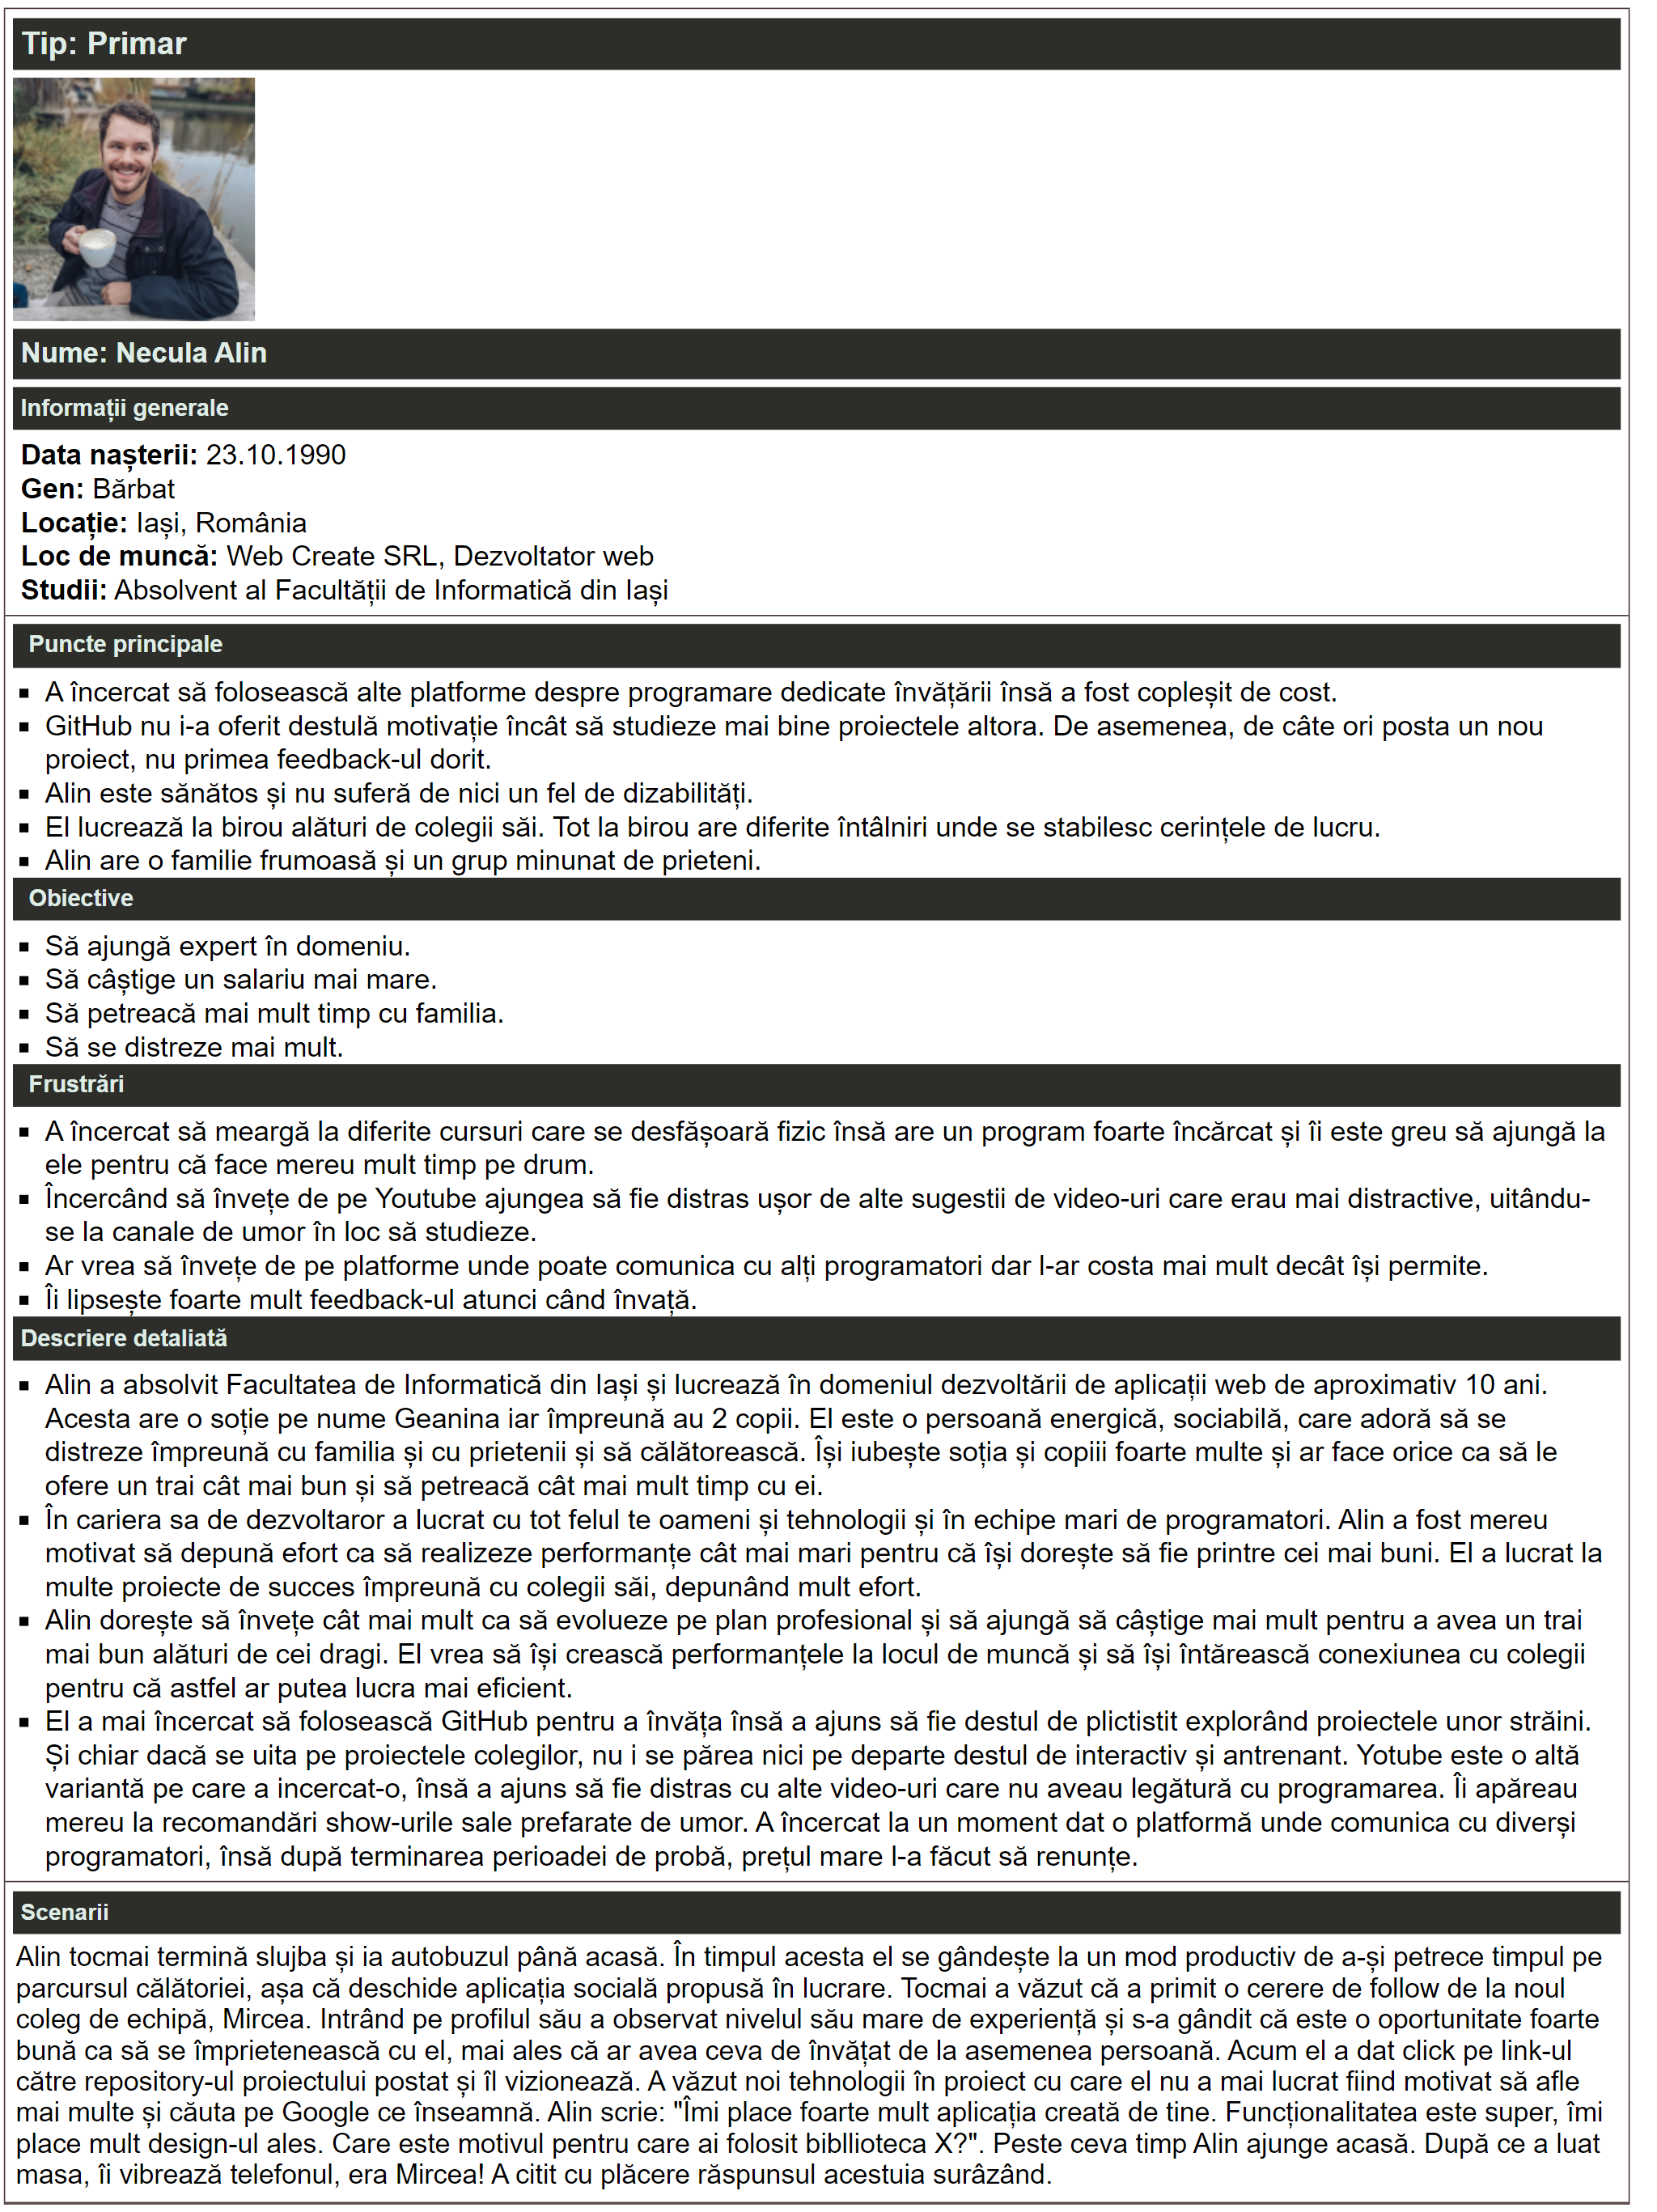 Tip: Primar
Nume: Necula Alin
Informații generale
Data nașterii: 23.10.1990
Gen: Bărbat
Locație: Iași, România
Loc de muncă: Web Create SRL, Dezvoltator web
Studii: Absolvent al Facultății de Informatică din Iași
Puncte principale
▪ A încercat să folosească alte platforme despre programare dedicate învățării însă a fost copleșit de cost.
▪ GitHub nu i-a oferit destulă motivație încât să studieze mai bine proiectele altora. De asemenea, de câte ori posta un nou
proiect, nu primea feedback-ul dorit.
▪ Alin este sănătos și nu suferă de nici un fel de dizabilități.
▪ El lucrează la birou alături de colegii săi. Tot la birou are diferite întâlniri unde se stabilesc cerințele de lucru.
▪ Alin are o familie frumoasă și un grup minunat de prieteni.
Obiective
▪ Să ajungă expert în domeniu.
▪ Să câștige un salariu mai mare.
▪ Să petreacă mai mult timp cu familia.
▪ Să se distreze mai mult.
Frustrări
▪ A încercat să meargă la diferite cursuri care se desfășoară fizic însă are un program foarte încărcat și îi este greu să ajungă la
ele pentru că face mereu mult timp pe drum.
▪ Încercând să învețe de pe Youtube ajungea să fie distras ușor de alte sugestii de video-uri care erau mai distractive, uitându-
se la canale de umor în loc să studieze.
▪ Ar vrea să învețe de pe platforme unde poate comunica cu alți programatori dar l-ar costa mai mult decât își permite.
▪ Îi lipsește foarte mult feedback-ul atunci când învață.
Descriere detaliată
▪ Alin a absolvit Facultatea de Informatică din Iași și lucrează în domeniul dezvoltării de aplicații web de aproximativ 10 ani.
Acesta are o soție pe nume Geanina iar împreună au 2 copii. El este o persoană energică, sociabilă, care adoră să se
distreze împreună cu familia și cu prietenii și să călătorească. Își iubește soția și copiii foarte multe și ar face orice ca să le
ofere un trai cât mai bun și să petreacă cât mai mult timp cu ei.
▪ În cariera sa de dezvoltaror a lucrat cu tot felul te oameni și tehnologii și în echipe mari de programatori. Alin a fost mereu
motivat să depună efort ca să realizeze performanțe cât mai mari pentru că își dorește să fie printre cei mai buni. El a lucrat la
multe proiecte de succes împreună cu colegii săi, depunând mult efort.
▪ Alin dorește să învețe cât mai mult ca să evolueze pe plan profesional și să ajungă să câștige mai mult pentru a avea un trai
mai bun alături de cei dragi. El vrea să își crească performanțele la locul de muncă și să își întărească conexiunea cu colegii
pentru că astfel ar putea lucra mai eficient.
▪ El a mai încercat să folosească GitHub pentru a învăța însă a ajuns să fie destul de plictistit explorând proiectele unor străini.
Și chiar dacă se uita pe proiectele colegilor, nu i se părea nici pe departe destul de interactiv și antrenant. Yotube este o altă
variantă pe care a incercat-o, însă a ajuns să fie distras cu alte video-uri care nu aveau legătură cu programarea. Îi apăreau
mereu la recomandări show-urile sale prefarate de umor. A încercat la un moment dat o platformă unde comunica cu diverși
programatori, însă după terminarea perioadei de probă, prețul mare l-a făcut să renunțe.
Scenarii
Alin tocmai termină slujba și ia autobuzul până acasă. În timpul acesta el se gândește la un mod productiv de a-și petrece timpul pe
parcursul călătoriei, așa că deschide aplicația socială propusă în lucrare. Tocmai a văzut că a primit o cerere de follow de la noul
coleg de echipă, Mircea. Intrând pe profilul său a observat nivelul său mare de experiență și s-a gândit că este o oportunitate foarte
bună ca să se împrietenească cu el, mai ales că ar avea ceva de învățat de la asemenea persoană. Acum el a dat click pe link-ul
către repository-ul proiectului postat și îl vizionează. A văzut noi tehnologii în proiect cu care el nu a mai lucrat fiind motivat să afle
mai multe și căuta pe Google ce înseamnă. Alin scrie: "Îmi place foarte mult aplicația creată de tine. Funcționalitatea este super, îmi
place mult design-ul ales. Care este motivul pentru care ai folosit bibllioteca X?". Peste ceva timp Alin ajunge acasă. După ce a luat
masa, îi vibrează telefonul, era Mircea! A citit cu plăcere răspunsul acestuia surâzând.